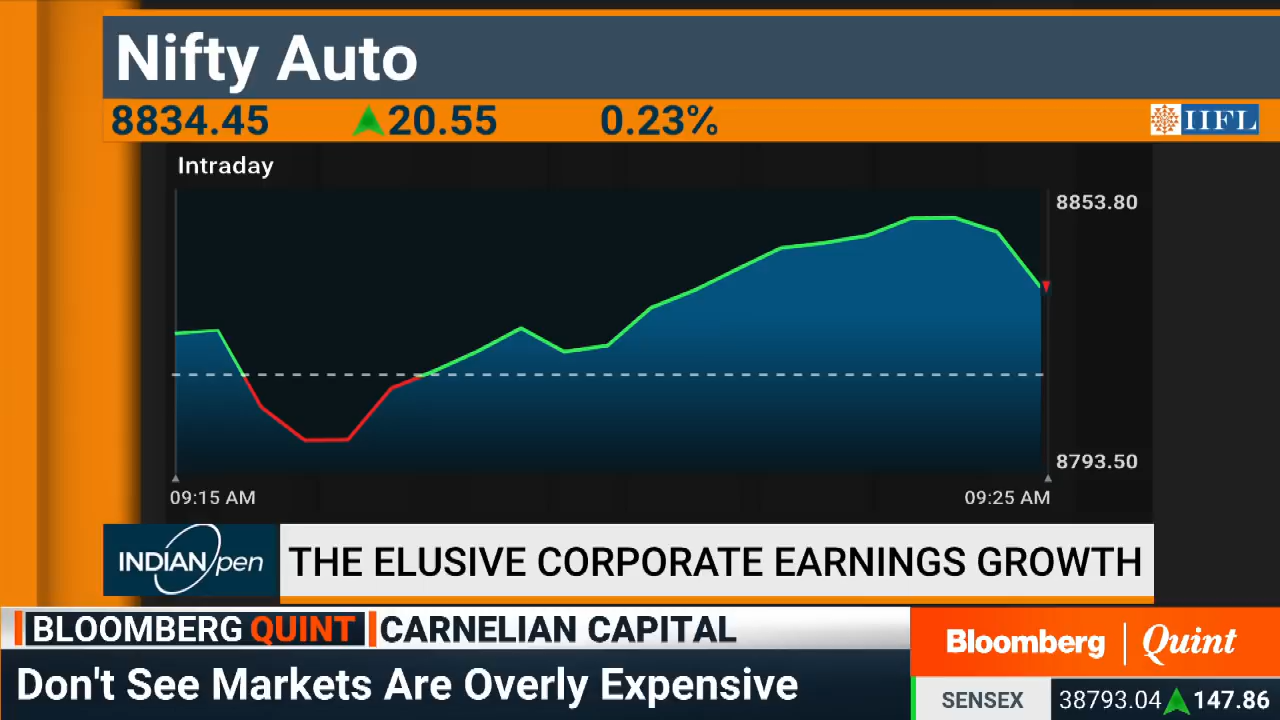 Nifty Auto
8834.45 20.55 0.23%
IIFL
Intraday
8853.80
8793.50
09:15 AM 09:25 AM
INDIAN Open
THE ELUSIVE CORPORATE EARNINGS GROWTH
BLOOMBERG QUINT CARNELIAN CAPITAL
Don't See Markets Are Overly Expensive
Bloomberg | Quint
SENSEX 38793.04 147.86